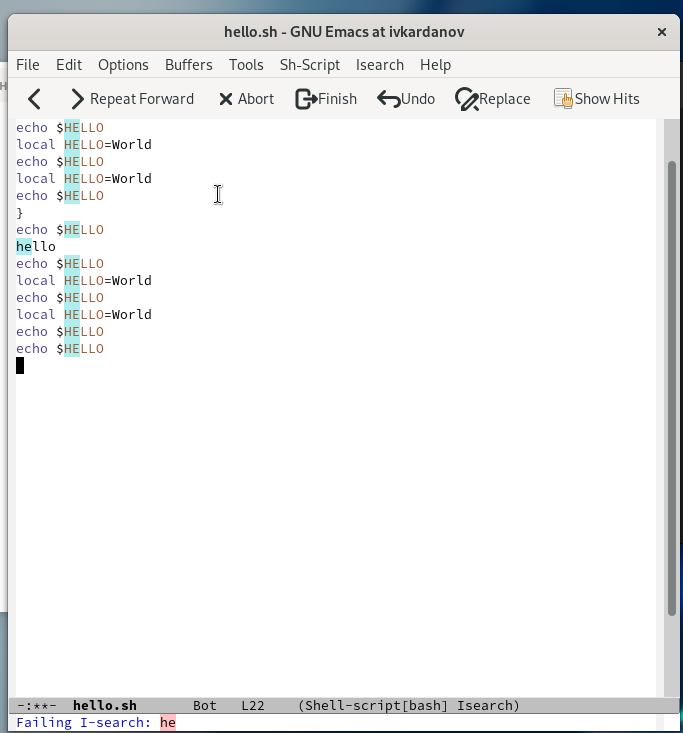 hello.sh - GNU Emacs at ivkardanov
File Edit Options Buffers Tools Sh-Script Isearch Help
Repeat Forward Abort Finish Undo Replace Show Hits
echo $HELLO
local HELLO=World
echo $HELLO
local HELLO=World
echo $HELLO
}
echo $HELLO
hello
echo $HELLO
local HELLO=World
echo $HELLO
local HELLO=World
echo $HELLO
echo $HELLO
-:**- hello.sh Bot L22 (Shell-script[bash] Isearch)
Failing I-search: he